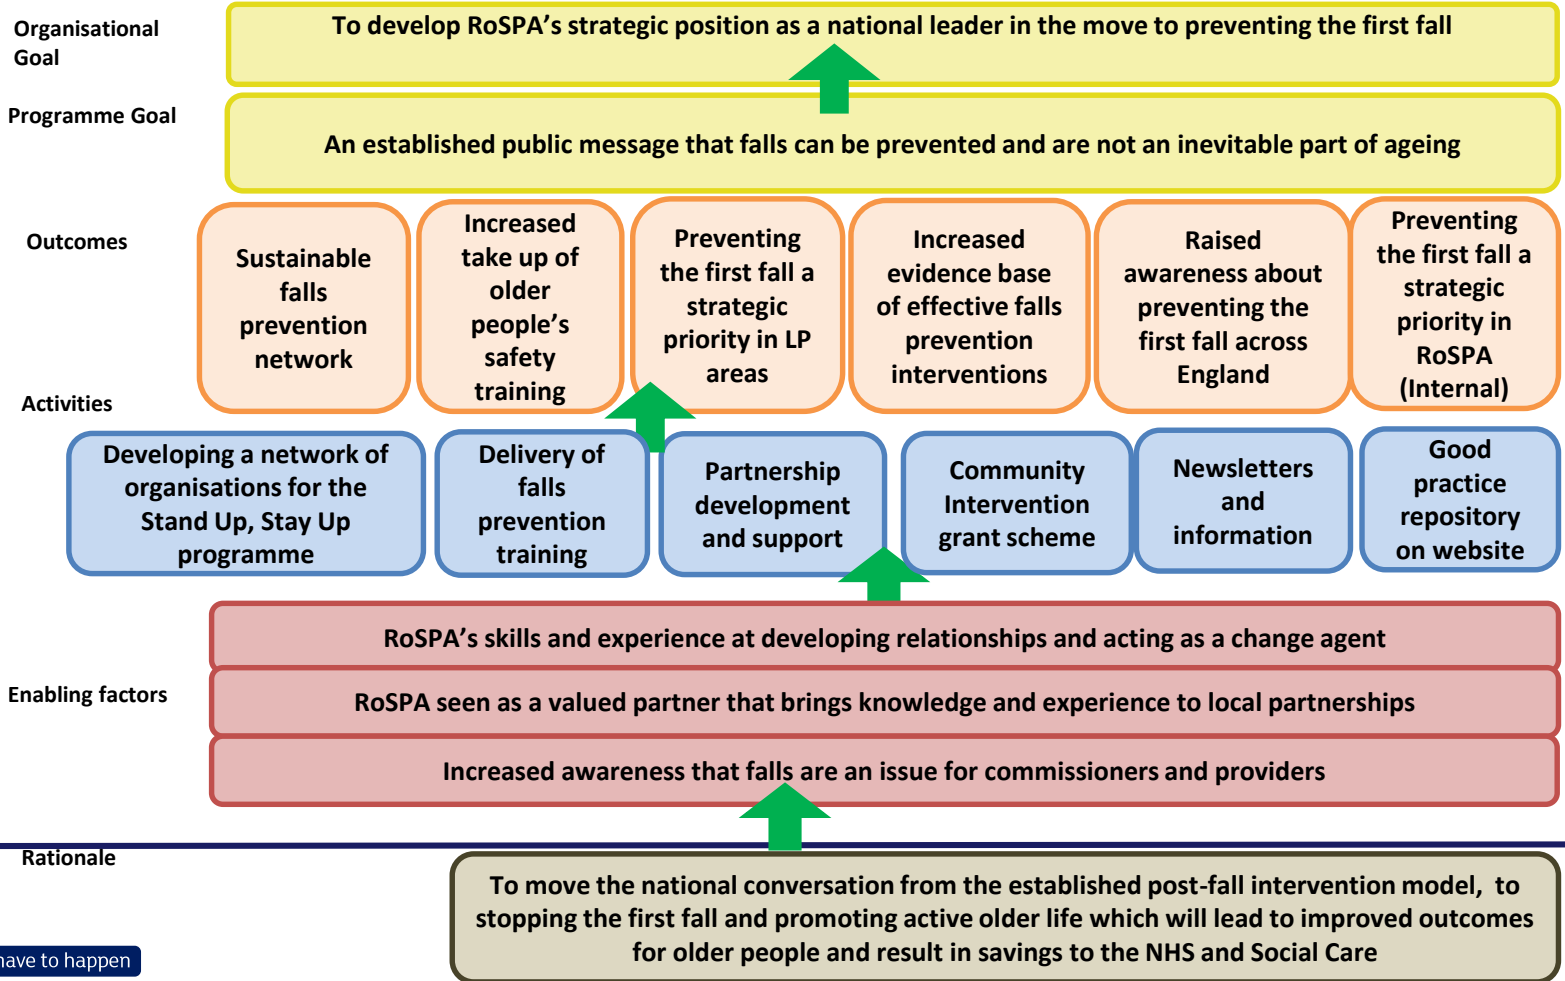 Organisational
Goal
To develop RoSPA’s strategic position as a national leader in the move to preventing the first fall
Programme Goal
An established public message that falls can be prevented and are not an inevitable part of ageing
Outcomes
Sustainable
falls
prevention
network
Increased
take up of
older
people’s
safety
training
Preventing
the first fall a
strategic
priority in LP
areas
Increased
evidence base
of effective falls
prevention
interventions
Raised
awareness about
preventing the
first fall across
England
Preventing
the first fall a
strategic
priority in
RoSPA
(Internal)
Activities
Developing a network of
organisations for the
Stand Up, Stay Up
programme
Delivery of
falls
prevention
training
Partnership
development
and support
Community
Intervention
grant scheme
Newsletters
and
information
Good
practice
repository
on website
Enabling factors
RoSPA’s skills and experience at developing relationships and acting as a change agent
RoSPA seen as a valued partner that brings knowledge and experience to local partnerships
Increased awareness that falls are an issue for commissioners and providers
Rationale
To move the national conversation from the established post-fall intervention model, to
stopping the first fall and promoting active older life which will lead to improved outcomes
for older people and result in savings to the NHS and Social Care
have to happen